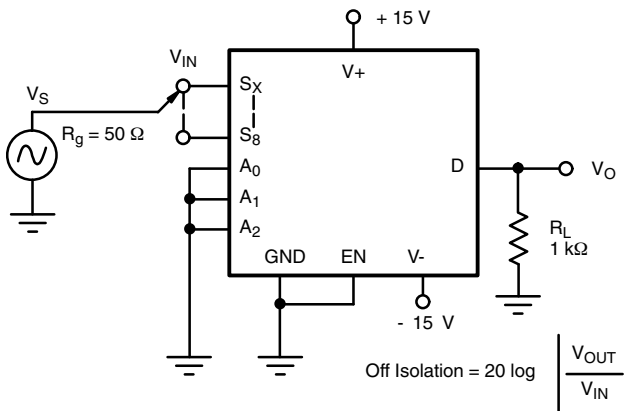 + 15 V
V+
V_IN
V_S
S_X
R_g = 50 Ω
S_8
A_0
D
V_O
A_1
A_2
R_L
1 kΩ
GND EN V-
- 15 V
Off Isolation = 20 log | V_OUT / V_IN